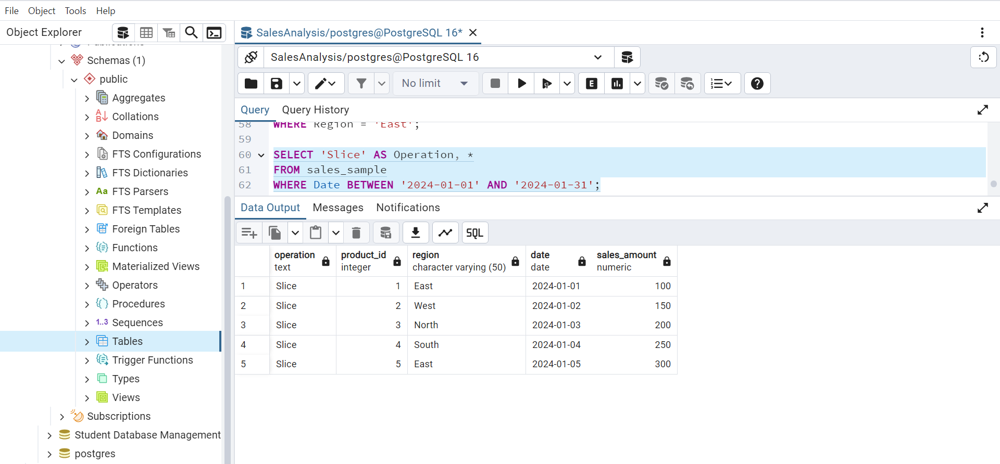 File Object Tools Help
Object Explorer
SalesAnalysis/postgres@PostgreSQL 16*
Publications
Schemas (1)
public
Aggregates
Collations
Domains
FTS Configurations
FTS Dictionaries
Aa FTS Parsers
FTS Templates
Foreign Tables
Functions
Materialized Views
Operators
Procedures
1..3 Sequences
Tables
Trigger Functions
Types
Views
Subscriptions
Student Database Management
postgres
SalesAnalysis/postgres@PostgreSQL 16
No limit
E
Query Query History
58 WHERE Region = 'East';
59
60 SELECT 'Slice' AS Operation, *
61 FROM sales_sample
62 WHERE Date BETWEEN '2024-01-01' AND '2024-01-31';
Data Output Messages Notifications
SQL
operation product_id region date sales_amount
text integer character varying (50) date numeric
1 Slice 1 East 2024-01-01 100
2 Slice 2 West 2024-01-02 150
3 Slice 3 North 2024-01-03 200
4 Slice 4 South 2024-01-04 250
5 Slice 5 East 2024-01-05 300